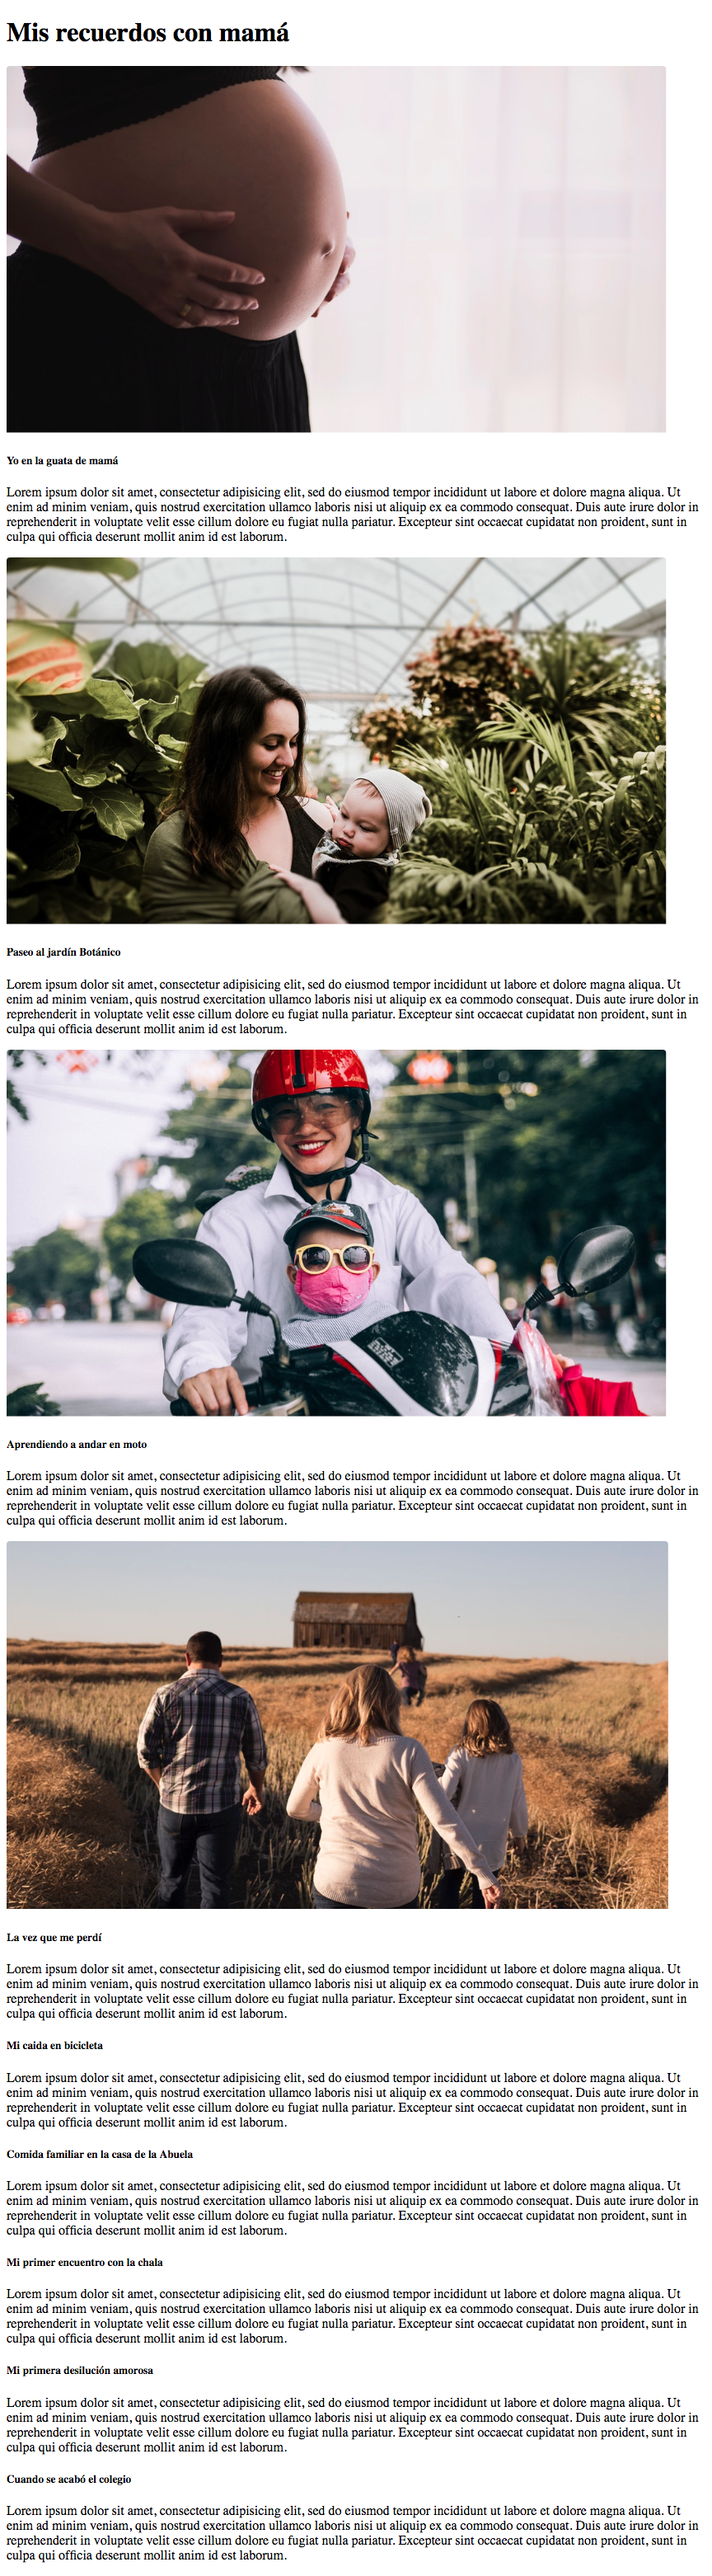 Mis recuerdos con mamá
Yo en la guata de mamá
Lorem ipsum dolor sit amet, consectetur adipisicing elit, sed do eiusmod tempor incididunt ut labore et dolore magna aliqua. Ut
enim ad minim veniam, quis nostrud exercitation ullamco laboris nisi ut aliquip ex ea commodo consequat. Duis aute irure dolor in
reprehenderit in voluptate velit esse cillum dolore eu fugiat nulla pariatur. Excepteur sint occaecat cupidatat non proident, sunt in
culpa qui officia deserunt mollit anim id est laborum.
Paseo al jardín Botánico
Lorem ipsum dolor sit amet, consectetur adipisicing elit, sed do eiusmod tempor incididunt ut labore et dolore magna aliqua. Ut
enim ad minim veniam, quis nostrud exercitation ullamco laboris nisi ut aliquip ex ea commodo consequat. Duis aute irure dolor in
reprehenderit in voluptate velit esse cillum dolore eu fugiat nulla pariatur. Excepteur sint occaecat cupidatat non proident, sunt in
culpa qui officia deserunt mollit anim id est laborum.
Aprendiendo a andar en moto
Lorem ipsum dolor sit amet, consectetur adipisicing elit, sed do eiusmod tempor incididunt ut labore et dolore magna aliqua. Ut
enim ad minim veniam, quis nostrud exercitation ullamco laboris nisi ut aliquip ex ea commodo consequat. Duis aute irure dolor in
reprehenderit in voluptate velit esse cillum dolore eu fugiat nulla pariatur. Excepteur sint occaecat cupidatat non proident, sunt in
culpa qui officia deserunt mollit anim id est laborum.
La vez que me perdí
Lorem ipsum dolor sit amet, consectetur adipisicing elit, sed do eiusmod tempor incididunt ut labore et dolore magna aliqua. Ut
enim ad minim veniam, quis nostrud exercitation ullamco laboris nisi ut aliquip ex ea commodo consequat. Duis aute irure dolor in
reprehenderit in voluptate velit esse cillum dolore eu fugiat nulla pariatur. Excepteur sint occaecat cupidatat non proident, sunt in
culpa qui officia deserunt mollit anim id est laborum.
Mi caida en bicicleta
Lorem ipsum dolor sit amet, consectetur adipisicing elit, sed do eiusmod tempor incididunt ut labore et dolore magna aliqua. Ut
enim ad minim veniam, quis nostrud exercitation ullamco laboris nisi ut aliquip ex ea commodo consequat. Duis aute irure dolor in
reprehenderit in voluptate velit esse cillum dolore eu fugiat nulla pariatur. Excepteur sint occaecat cupidatat non proident, sunt in
culpa qui officia deserunt mollit anim id est laborum.
Comida familiar en la casa de la Abuela
Lorem ipsum dolor sit amet, consectetur adipisicing elit, sed do eiusmod tempor incididunt ut labore et dolore magna aliqua. Ut
enim ad minim veniam, quis nostrud exercitation ullamco laboris nisi ut aliquip ex ea commodo consequat. Duis aute irure dolor in
reprehenderit in voluptate velit esse cillum dolore eu fugiat nulla pariatur. Excepteur sint occaecat cupidatat non proident, sunt in
culpa qui officia deserunt mollit anim id est laborum.
Mi primer encuentro con la chala
Lorem ipsum dolor sit amet, consectetur adipisicing elit, sed do eiusmod tempor incididunt ut labore et dolore magna aliqua. Ut
enim ad minim veniam, quis nostrud exercitation ullamco laboris nisi ut aliquip ex ea commodo consequat. Duis aute irure dolor in
reprehenderit in voluptate velit esse cillum dolore eu fugiat nulla pariatur. Excepteur sint occaecat cupidatat non proident, sunt in
culpa qui officia deserunt mollit anim id est laborum.
Mi primera desilución amorosa
Lorem ipsum dolor sit amet, consectetur adipisicing elit, sed do eiusmod tempor incididunt ut labore et dolore magna aliqua. Ut
enim ad minim veniam, quis nostrud exercitation ullamco laboris nisi ut aliquip ex ea commodo consequat. Duis aute irure dolor in
reprehenderit in voluptate velit esse cillum dolore eu fugiat nulla pariatur. Excepteur sint occaecat cupidatat non proident, sunt in
culpa qui officia deserunt mollit anim id est laborum.
Cuando se acabó el colegio
Lorem ipsum dolor sit amet, consectetur adipisicing elit, sed do eiusmod tempor incididunt ut labore et dolore magna aliqua. Ut
enim ad minim veniam, quis nostrud exercitation ullamco laboris nisi ut aliquip ex ea commodo consequat. Duis aute irure dolor in
reprehenderit in voluptate velit esse cillum dolore eu fugiat nulla pariatur. Excepteur sint occaecat cupidatat non proident, sunt in
culpa qui officia deserunt mollit anim id est laborum.